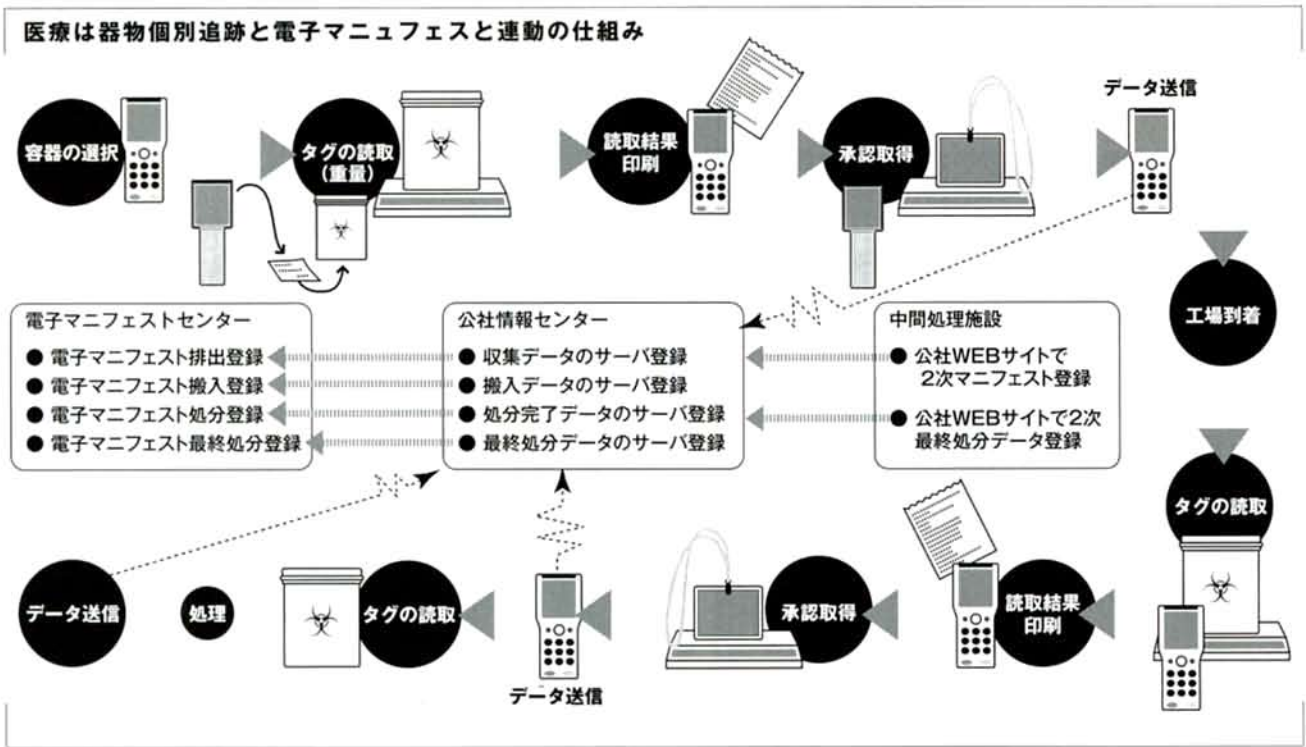 医療は器物個別追跡と電子マニュフェスと連動の仕組み
容器の選択
タグの読取
(重量)
読取結果
印刷
承認取得
データ送信
工場到着
電子マニフェストセンター
● 電子マニフェスト排出登録
● 電子マニフェスト搬入登録
● 電子マニフェスト処分登録
● 電子マニフェスト最終処分登録
公社情報センター
● 収集データのサーバ登録
● 搬入データのサーバ登録
● 処分完了データのサーバ登録
● 最終処分データのサーバ登録
中間処理施設
● 公社WEBサイトで
2次マニフェスト登録
● 公社WEBサイトで2次
最終処分データ登録
タグの読取
読取結果
印刷
承認取得
データ送信
タグの読取
処理
データ送信